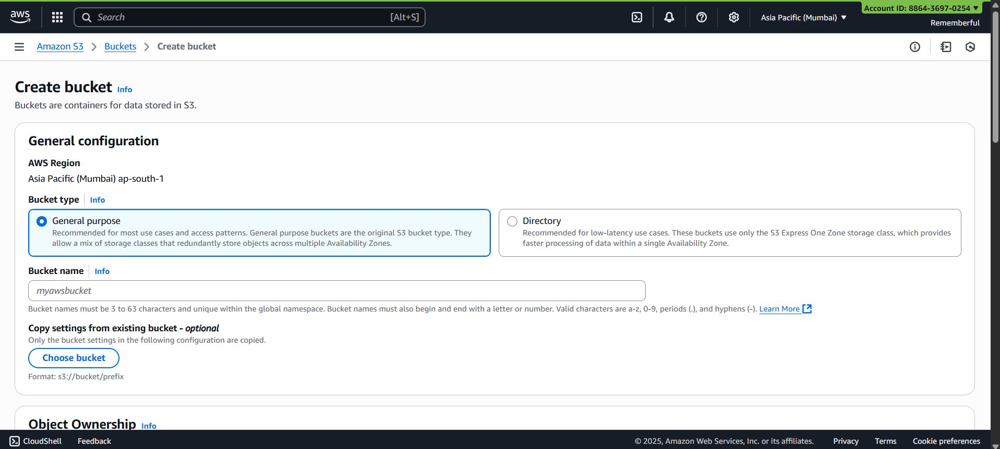 aws
Search [Alt+S]
Asia Pacific (Mumbai)
Account ID: 8864-3697-0254
Rememberful
Amazon S3 > Buckets > Create bucket
Create bucket Info
Buckets are containers for data stored in S3.
General configuration
AWS Region
Asia Pacific (Mumbai) ap-south-1
Bucket type Info
General purpose
Recommended for most use cases and access patterns. General purpose buckets are the original S3 bucket type. They
allow a mix of storage classes that redundantly store objects across multiple Availability Zones.
Directory
Recommended for low-latency use cases. These buckets use only the S3 Express One Zone storage class, which provides
faster processing of data within a single Availability Zone.
Bucket name Info
myawsbucket
Bucket names must be 3 to 63 characters and unique within the global namespace. Bucket names must also begin and end with a letter or number. Valid characters are a-z, 0-9, periods (.), and hyphens (-). Learn More
Copy settings from existing bucket - optional
Only the bucket settings in the following configuration are copied.
Choose bucket
Format: s3://bucket/prefix
Object Ownership Info
CloudShell Feedback © 2025, Amazon Web Services, Inc. or its affiliates. Privacy Terms Cookie preferences